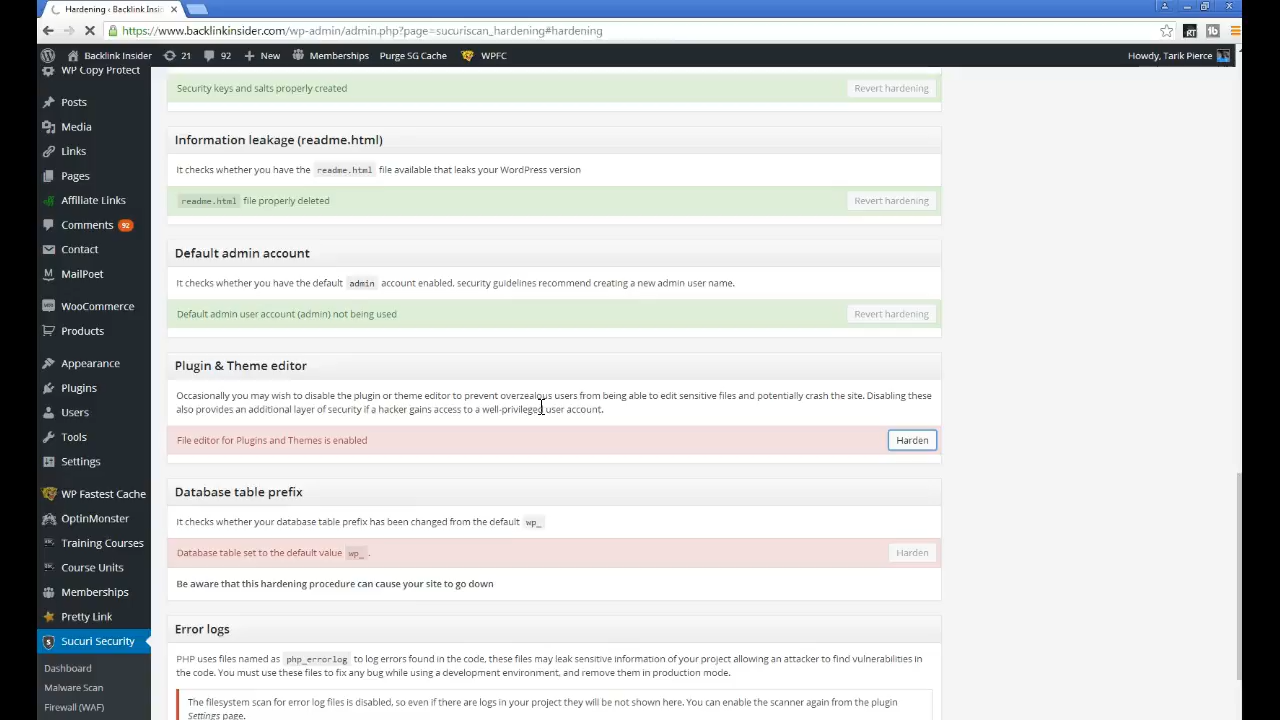 Hardening ‹ Backlink Insider
https://www.backlinkinsider.com/wp-admin/admin.php?page=sucuriscan_hardening#hardening
Backlink Insider 21 92 New Memberships Purge SG Cache WPFC Howdy, Tarik Pierce
WP Copy Protect
Posts
Media
Links
Pages
Affiliate Links
Comments 92
Contact
MailPoet
WooCommerce
Products
Appearance
Plugins
Users
Tools
Settings
WP Fastest Cache
OptinMonster
Training Courses
Course Units
Memberships
Pretty Link
Sucuri Security
Dashboard
Malware Scan
Firewall (WAF)
Security keys and salts properly created Revert hardening
Information leakage (readme.html)
It checks whether you have the readme.html file available that leaks your WordPress version
readme.html file properly deleted Revert hardening
Default admin account
It checks whether you have the default admin account enabled, security guidelines recommend creating a new admin user name.
Default admin user account (admin) not being used Revert hardening
Plugin & Theme editor
Occasionally you may wish to disable the plugin or theme editor to prevent overzealous users from being able to edit sensitive files and potentially crash the site. Disabling these
also provides an additional layer of security if a hacker gains access to a well-privileged user account.
File editor for Plugins and Themes is enabled Harden
Database table prefix
It checks whether your database table prefix has been changed from the default wp_
Database table set to the default value wp_ . Harden
Be aware that this hardening procedure can cause your site to go down
Error logs
PHP uses files named as php_errorlog to log errors found in the code, these files may leak sensitive information of your project allowing an attacker to find vulnerabilities in
the code. You must use these files to fix any bug while using a development environment, and remove them in production mode.
The filesystem scan for error log files is disabled, so even if there are logs in your project they will be not shown here. You can enable the scanner again from the plugin
Settings page.